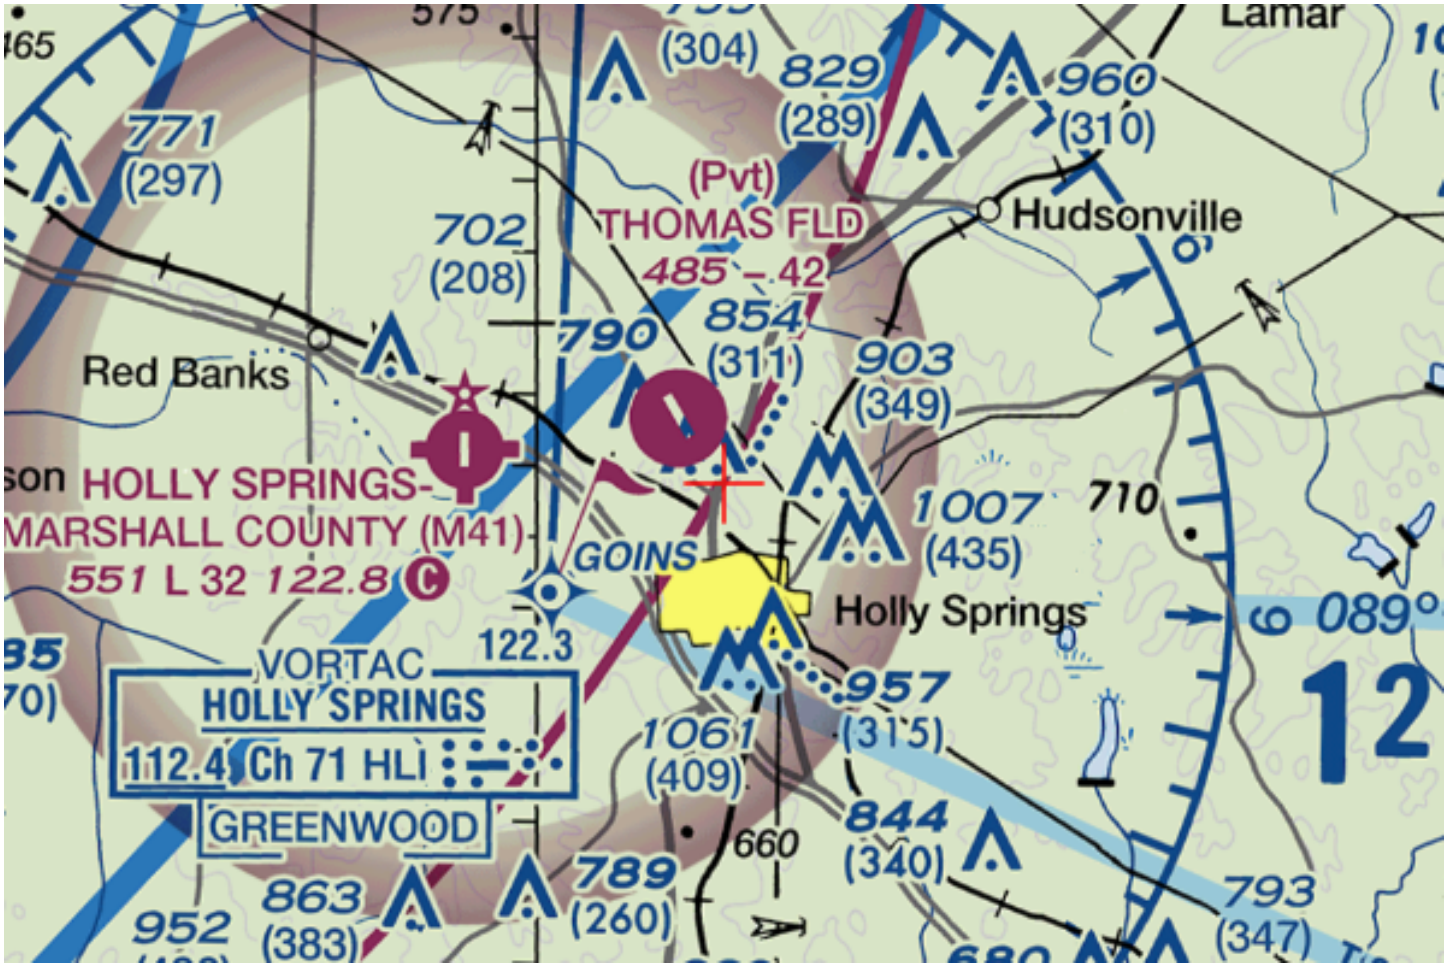 575
465
(304)
Lamar
829
(289)
960
(310)
771
(297)
(Pvt)
THOMAS FLD
485 - 42
Hudsonville
702
(208)
6
854
(311)
790
903
(349)
Red Banks
son
HOLLY SPRINGS-
MARSHALL COUNTY (M41)
551 L 32 122.8 C
710
1007
(435)
GOINS
Holly Springs
9
089°
122.3
VORTAC
HOLLY SPRINGS
112.4 Ch 71 HLI
GREENWOOD
12
957
(315)
1061
(409)
844
(340)
660
789
(260)
863
(383)
952
793
(347)
680